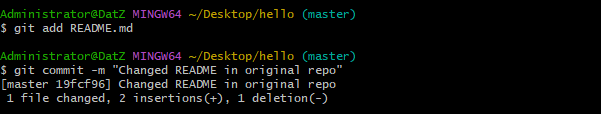 Administrator@DatZ MINGW64 ~/Desktop/hello (master)
$ git add README.md
Administrator@DatZ MINGW64 ~/Desktop/hello (master)
$ git commit -m "Changed README in original repo"
[master 19fcf96] Changed README in original repo
 1 file changed, 2 insertions(+), 1 deletion(-)